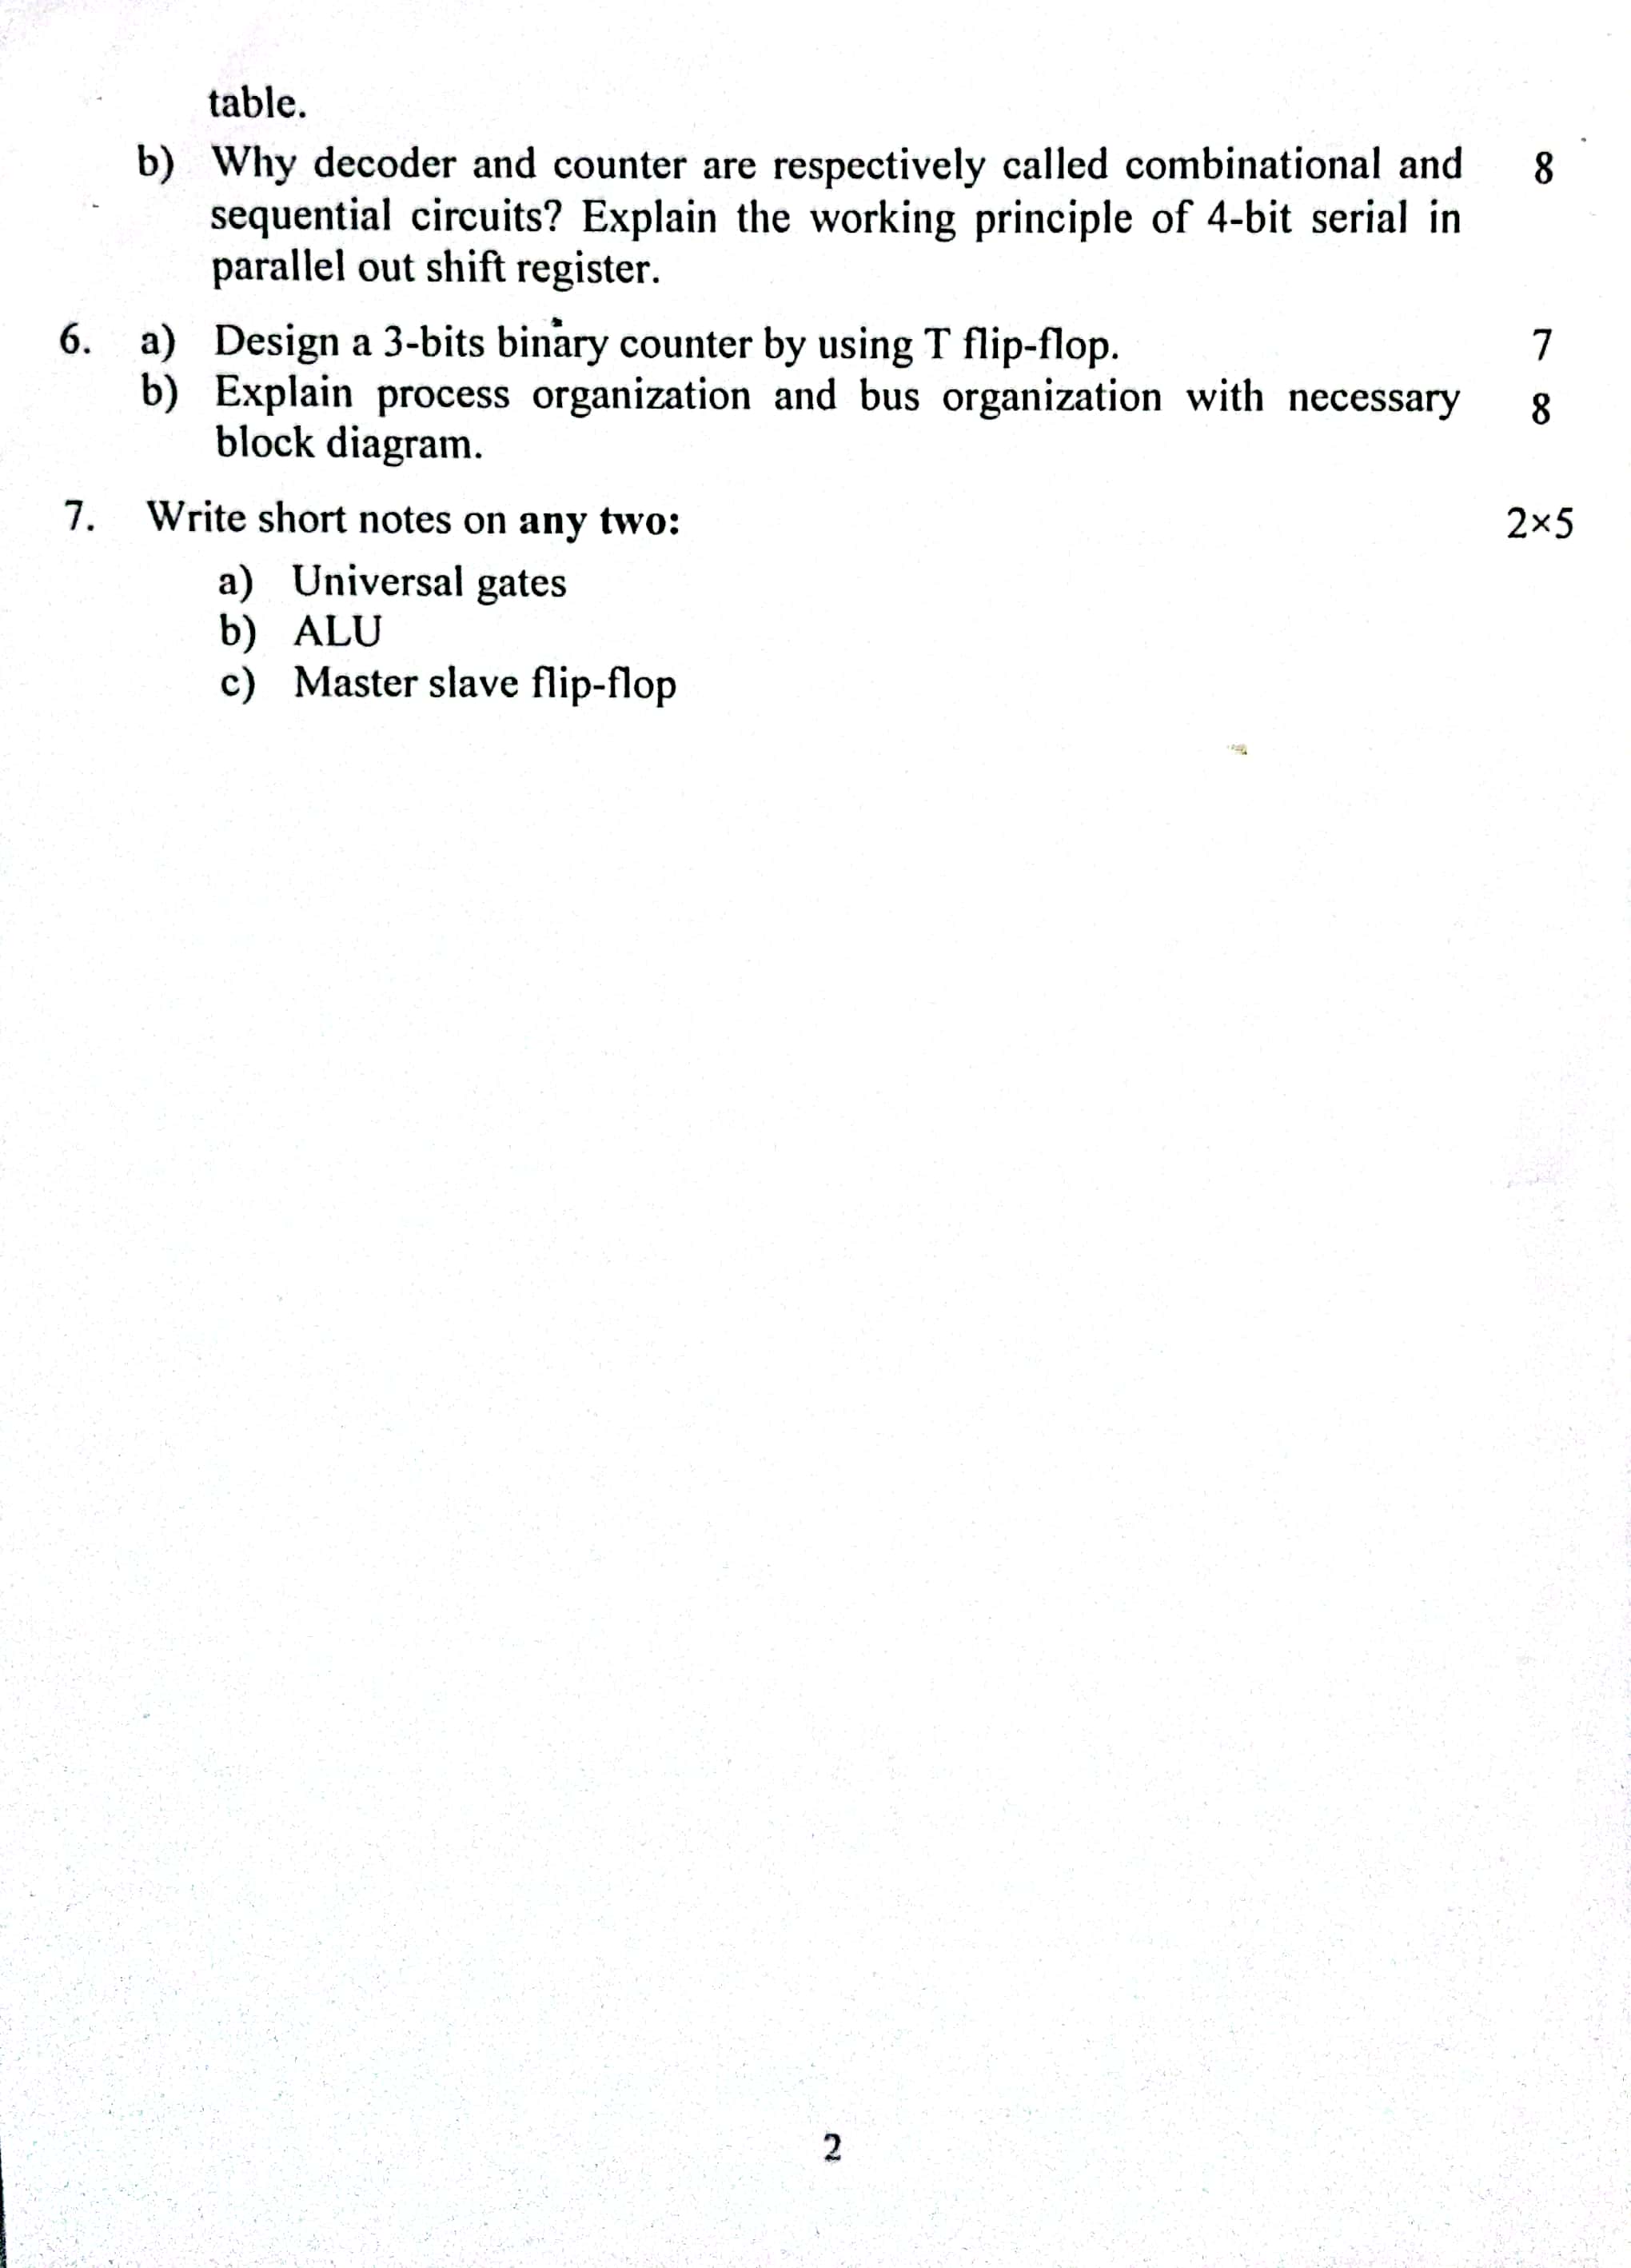 table.
b) Why decoder and counter are respectively called combinational and 8
sequential circuits? Explain the working principle of 4-bit serial in
parallel out shift register.
6. a) Design a 3-bits binary counter by using T flip-flop. 7
b) Explain process organization and bus organization with necessary 8
block diagram.
7. Write short notes on any two: 2×5
a) Universal gates
b) ALU
c) Master slave flip-flop
2